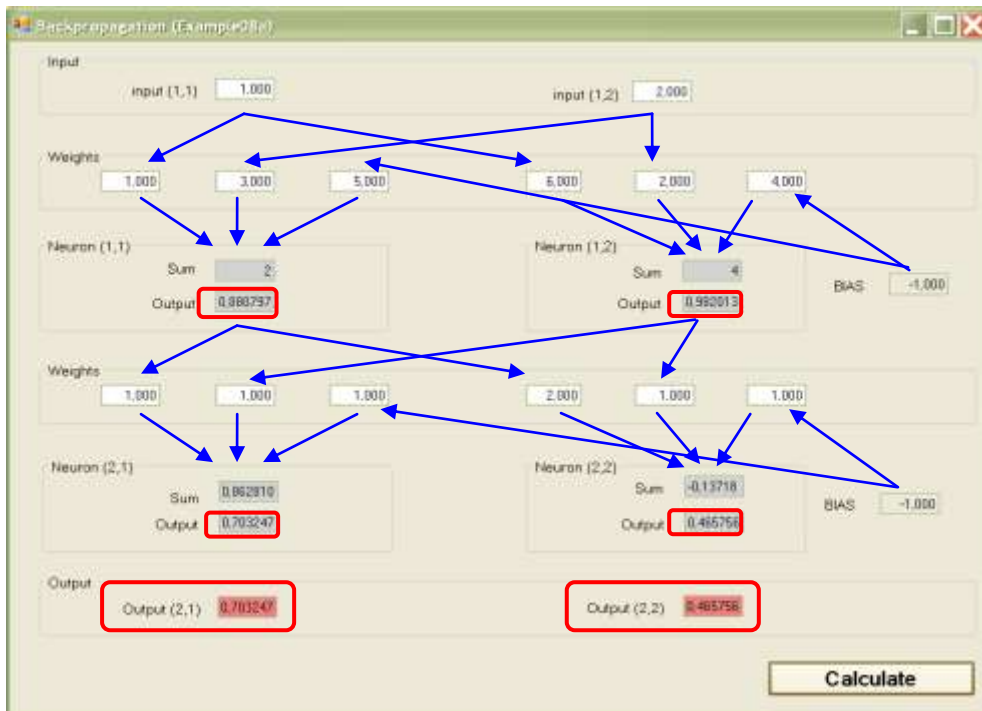 Backpropagation
Input
input (1,1) 1,000 input (1,2) 2,000
Weights
1,000 3,000 5,000 6,000 2,000 4,000
Neuron (1,1) Neuron (1,2)
Sum 2 Sum 4
BIAS -1,000
Output 0,880797 Output 0,982013
Weights
1,000 1,000 1,000 2,000 1,000 1,000
Neuron (2,1) Neuron (2,2)
Sum 0,862810 Sum -0,13718
BIAS -1,000
Output 0,703247 Output 0,465756
Output
Output (2,1) 0,703247 Output (2,2) 0,465756
Calculate